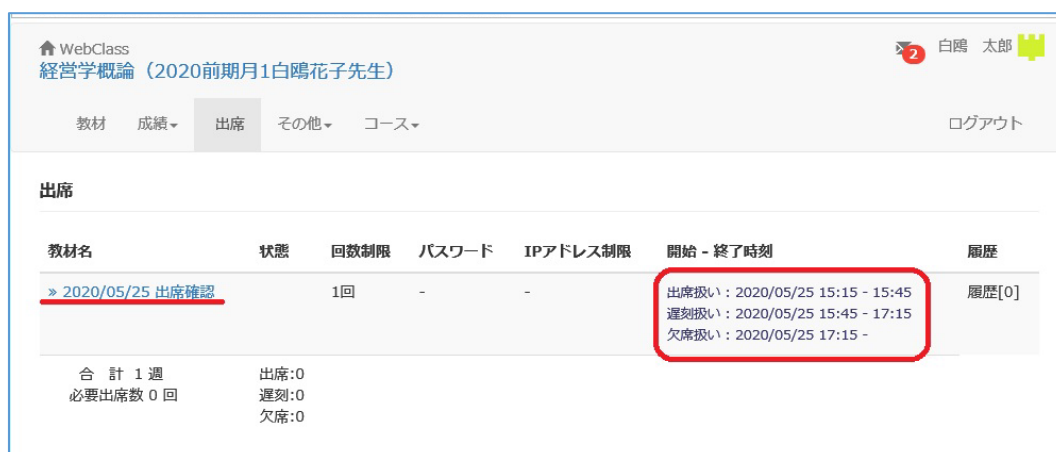 WebClass
2 白鴎 太郎
経営学概論（2020前期月1白鴎花子先生）
教材 成績 出席 その他 コース ログアウト
出席
教材名 状態 回数制限 パスワード IPアドレス制限 開始 - 終了時刻 履歴
» 2020/05/25 出席確認 1回 - - 出席扱い：2020/05/25 15:15 - 15:45 履歴[0]
遅刻扱い：2020/05/25 15:45 - 17:15
欠席扱い：2020/05/25 17:15 -
合 計 1 週 出席:0
必要出席数 0 回 遅刻:0
欠席:0